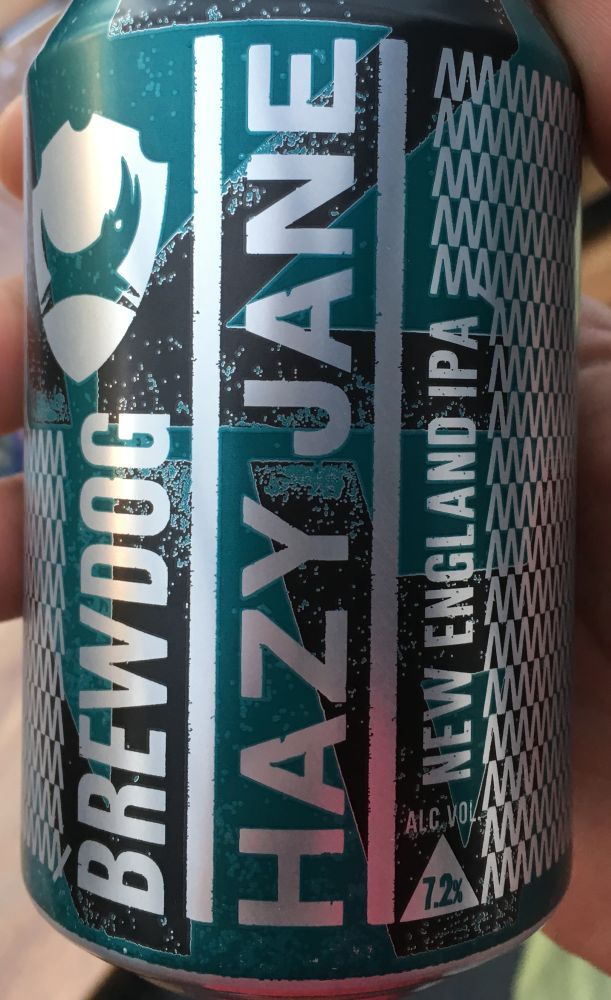 BREWDOG
HAZY JANE
NEW ENGLAND IPA
ALC.VOL
7.2%